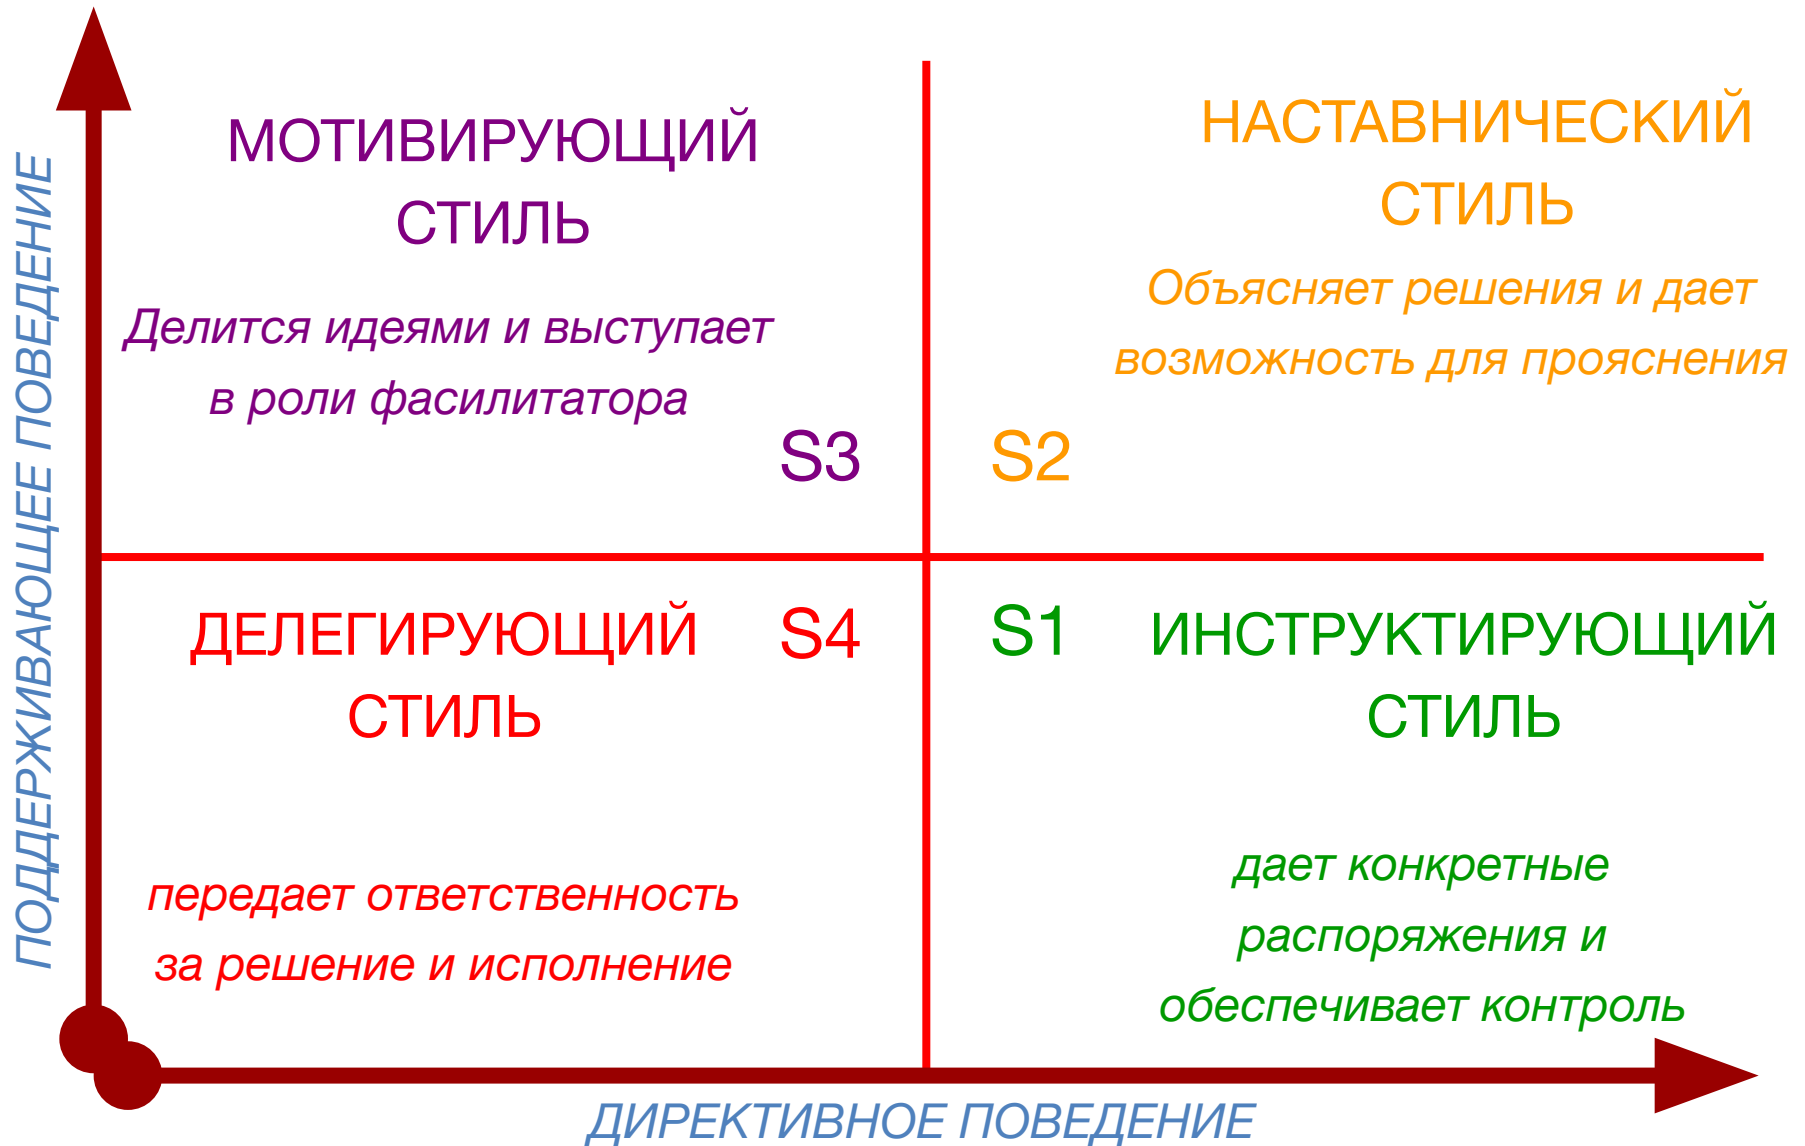 ПОДДЕРЖИВАЮЩЕЕ ПОВЕДЕНИЕ
МОТИВИРУЮЩИЙ
СТИЛЬ
Делится идеями и выступает
в роли фасилитатора
S3
НАСТАВНИЧЕСКИЙ
СТИЛЬ
Объясняет решения и дает
возможность для прояснения
S2
ДЕЛЕГИРУЮЩИЙ
СТИЛЬ
S4
передает ответственность
за решение и исполнение
S1
ИНСТРУКТИРУЮЩИЙ
СТИЛЬ
дает конкретные
распоряжения и
обеспечивает контроль
ДИРЕКТИВНОЕ ПОВЕДЕНИЕ